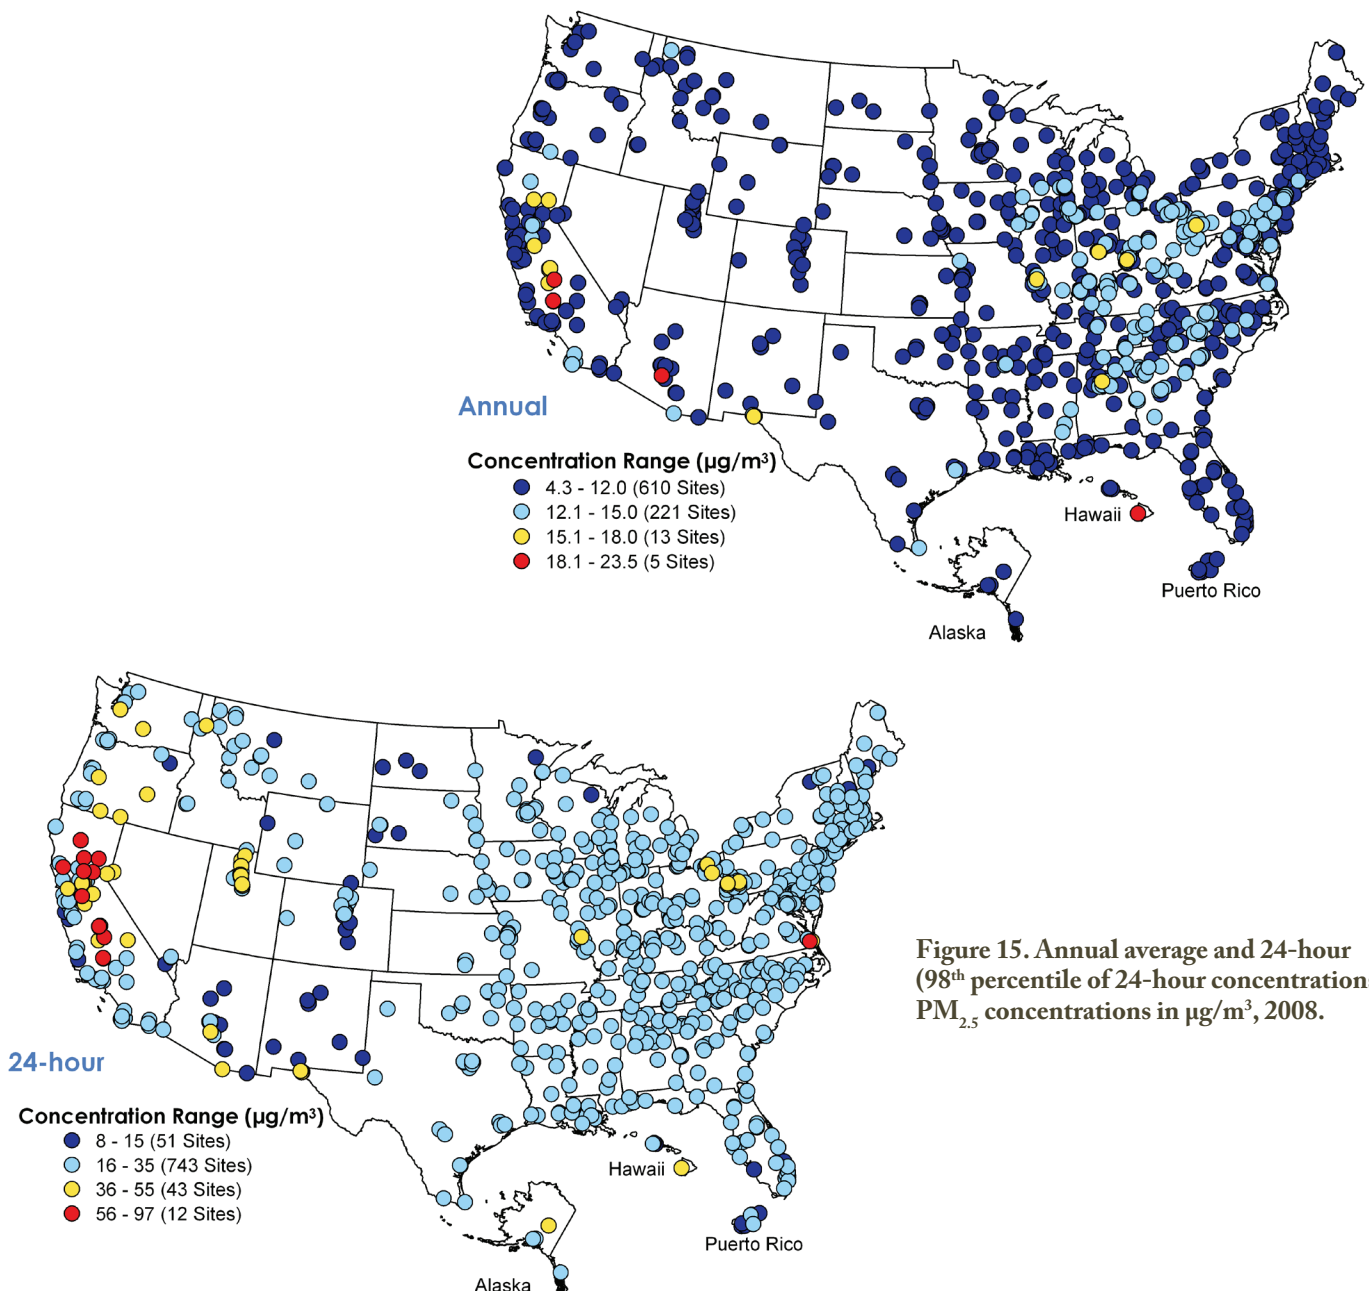 Annual
Concentration Range (µg/m³)
4.3 - 12.0 (610 Sites)
12.1 - 15.0 (221 Sites)
15.1 - 18.0 (13 Sites)
18.1 - 23.5 (5 Sites)
Hawaii
Puerto Rico
Alaska
24-hour
Concentration Range (µg/m³)
8 - 15 (51 Sites)
16 - 35 (743 Sites)
36 - 55 (43 Sites)
56 - 97 (12 Sites)
Hawaii
Puerto Rico
Alaska
Figure 15. Annual average and 24-hour
(98th percentile of 24-hour concentration
PM2.5 concentrations in µg/m³, 2008.